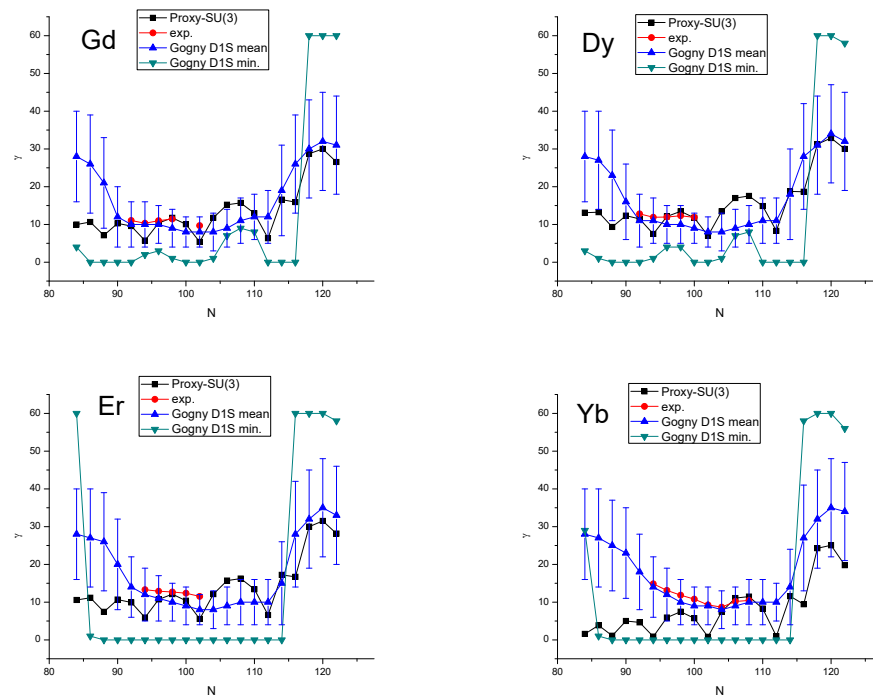 Gd
Proxy-SU(3)
exp.
Gogny D1S mean
Gogny D1S min.
60
50
40
30
20
10
0
γ
80 90 100 110 120
N
Dy
Proxy-SU(3)
exp.
Gogny D1S mean
Gogny D1S min.
60
50
40
30
20
10
0
γ
80 90 100 110 120
N
Er
Proxy-SU(3)
exp.
Gogny D1S mean
Gogny D1S min.
60
50
40
30
20
10
0
γ
80 90 100 110 120
N
Yb
Proxy-SU(3)
exp.
Gogny D1S mean
Gogny D1S min.
60
50
40
30
20
10
0
γ
80 90 100 110 120
N